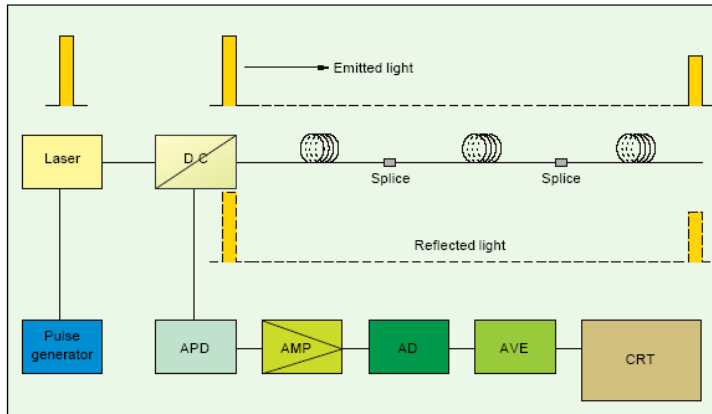 Emitted light
Laser
D C
Splice
Splice
Reflected light
Pulse
generator
APD
AMP
AD
AVE
CRT